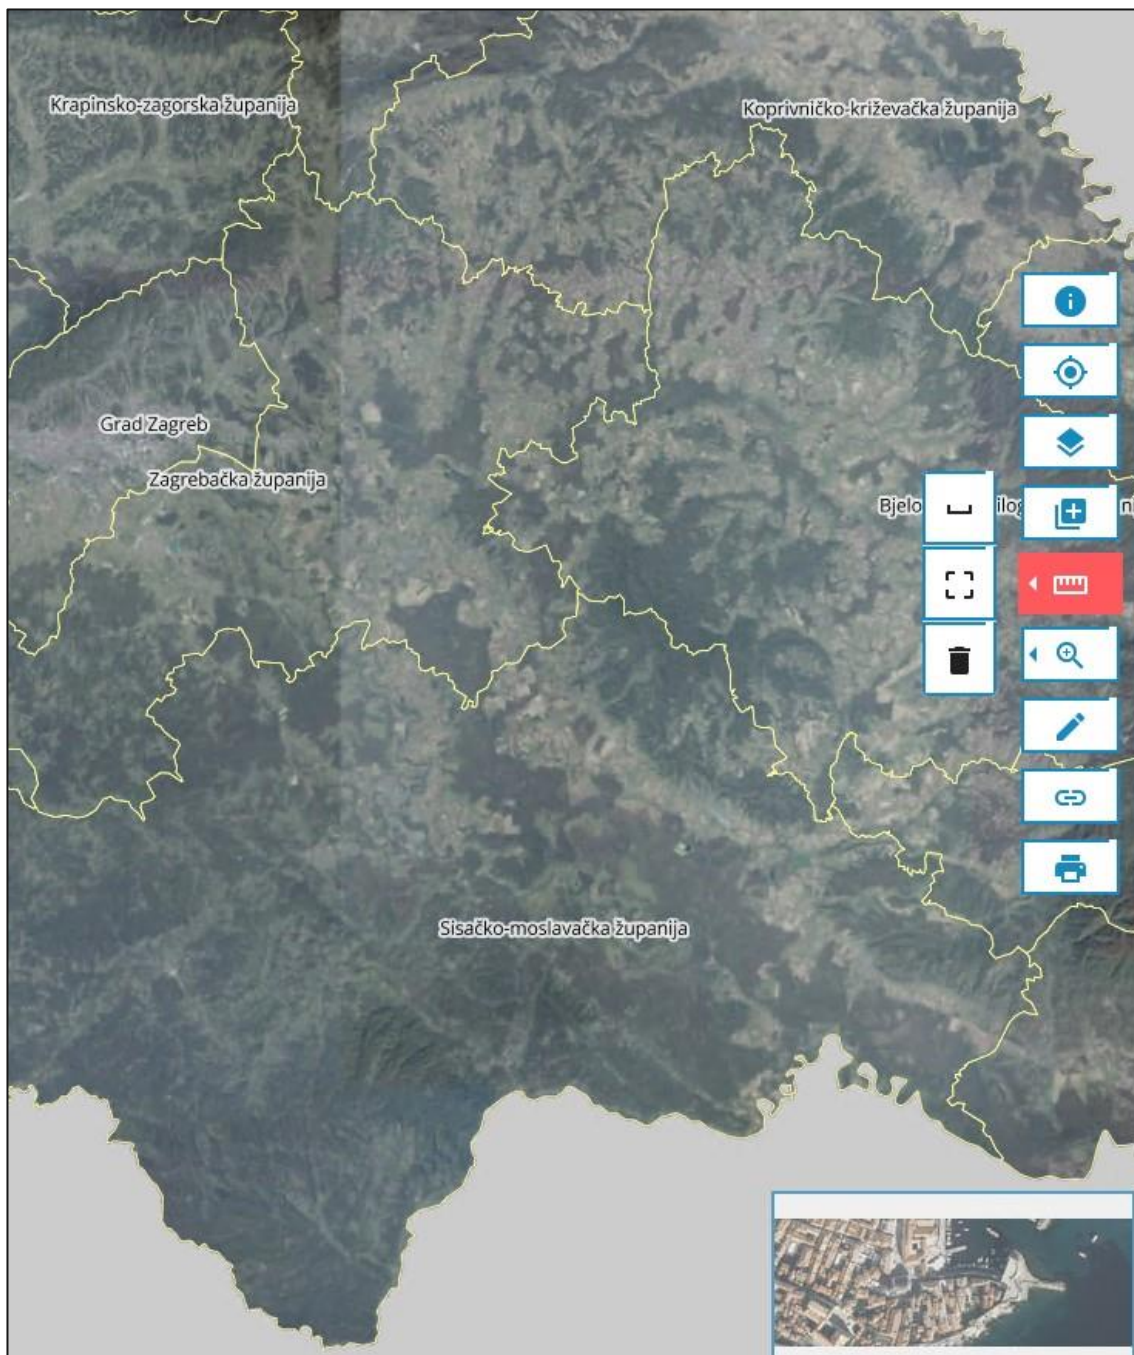 Krapinsko-zagorska županija
Koprivničko-križevačka županija
Grad Zagreb
Zagrebačka županija
Sisačko-moslavačka županija